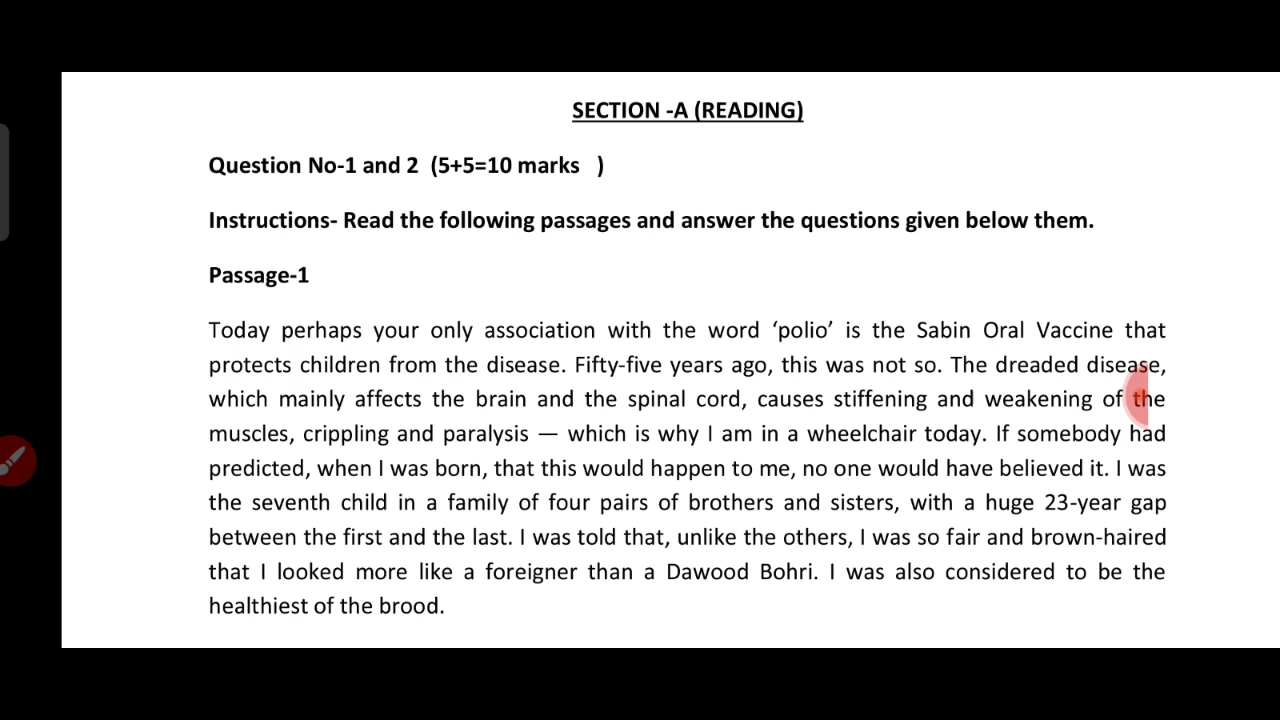 SECTION -A (READING)
Question No-1 and 2  (5+5=10 marks   )
Instructions- Read the following passages and answer the questions given below them.
Passage-1
Today perhaps your only association with the word ‘polio’ is the Sabin Oral Vaccine that
protects children from the disease. Fifty-five years ago, this was not so. The dreaded disease,
which mainly affects the brain and the spinal cord, causes stiffening and weakening of the
muscles, crippling and paralysis — which is why I am in a wheelchair today. If somebody had
predicted, when I was born, that this would happen to me, no one would have believed it. I was
the seventh child in a family of four pairs of brothers and sisters, with a huge 23-year gap
between the first and the last. I was told that, unlike the others, I was so fair and brown-haired
that I looked more like a foreigner than a Dawood Bohri. I was also considered to be the
healthiest of the brood.